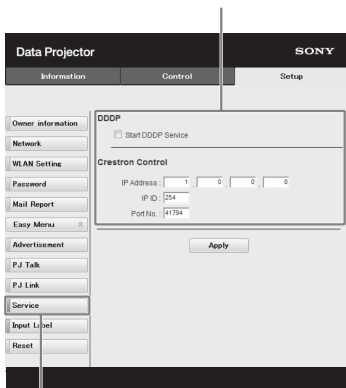 Data Projector SONY
Information Control Setup
Owner information
Network
WLAN Setting
Password
Mail Report
Easy Menu
Advertisement
PJ Talk
PJ Link
Service
Input Label
Reset
DDDP
Start DDDP Service
Crestron Control
IP Address : 1 . 0 . 0 . 0
IP ID : 254
Port No. : 41794
Apply